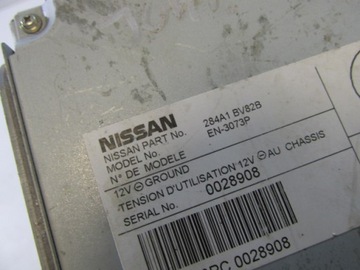 NISSAN
NISSAN PART No. 284A1 BV82B
MODEL No. EN-3073P
N° DE MODELE
12V ⊖ GROUND
TENSION D'UTILISATION 12V ⊖ AU CHASSIS
SERIAL No. 0028908
0028908